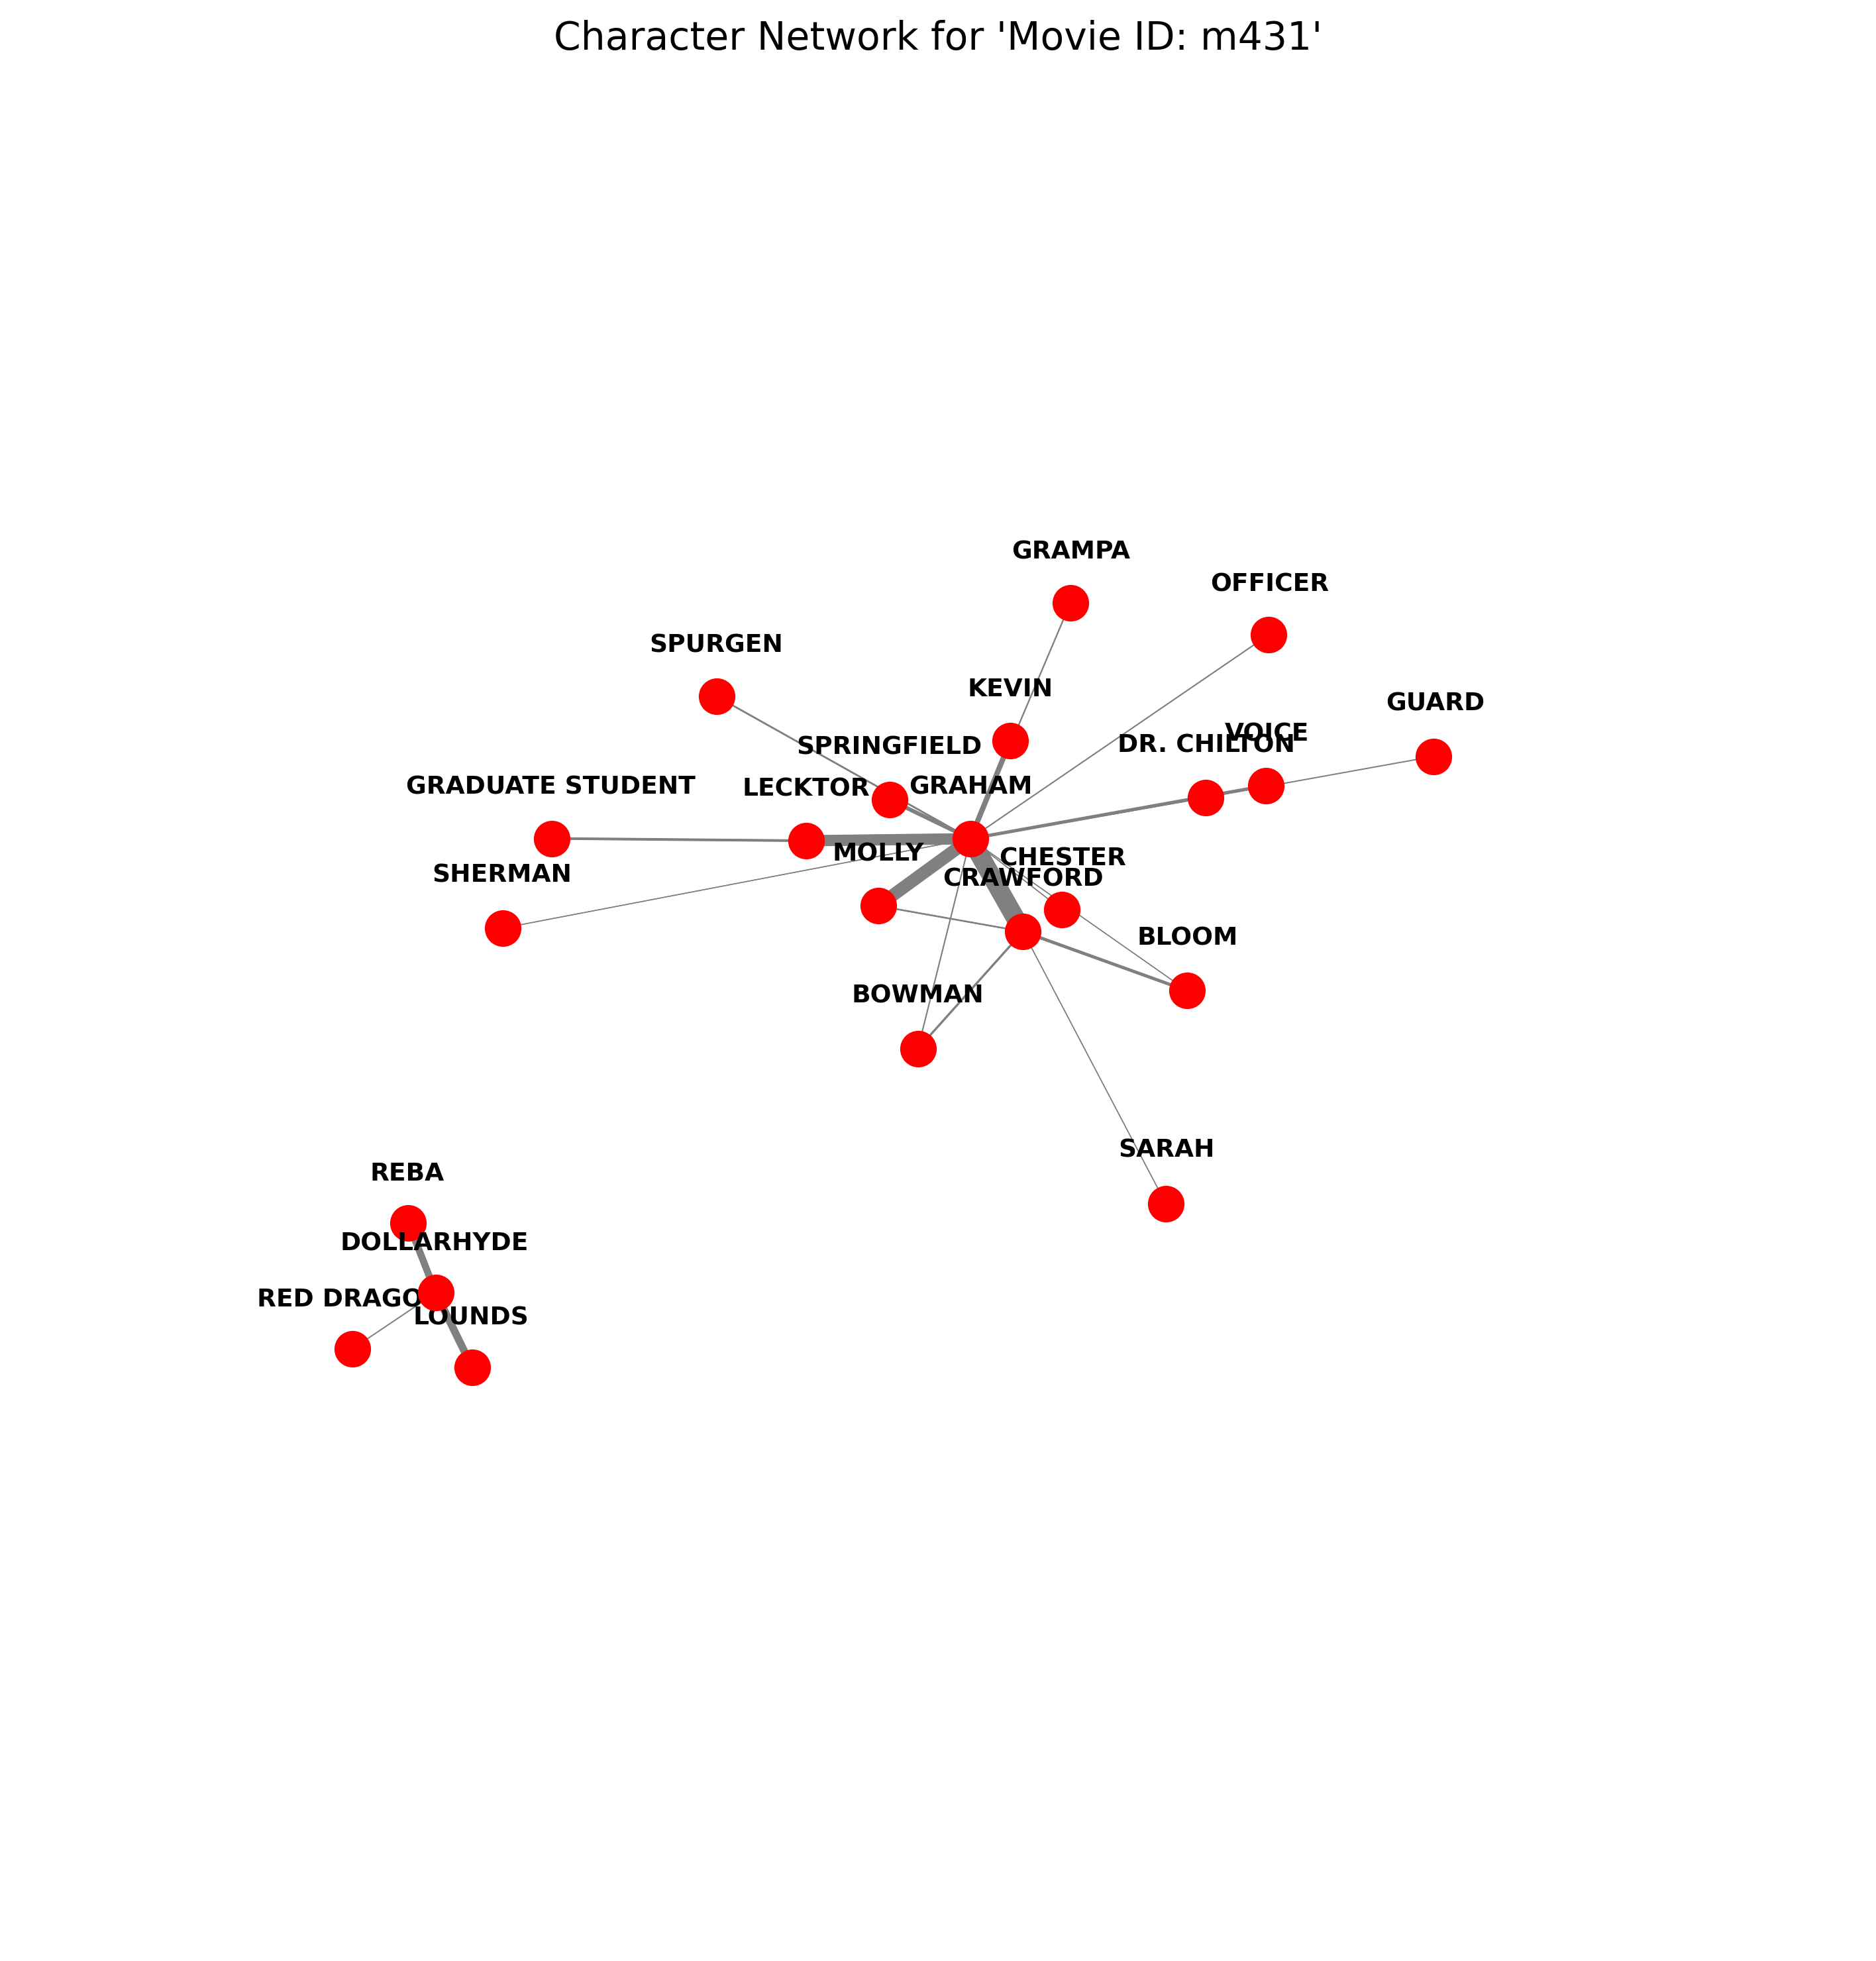 Character Network for 'Movie ID: m431'
GRAMPA
OFFICER
SPURGEN
KEVIN
GUARD
VOICE
DR. CHILTON
SPRINGFIELD
GRADUATE STUDENT
LECKTOR
GRAHAM
MOLLY
CHESTER
SHERMAN
CRAWFORD
BLOOM
BOWMAN
SARAH
REBA
DOLLARHYDE
RED DRAGO
LOUNDS